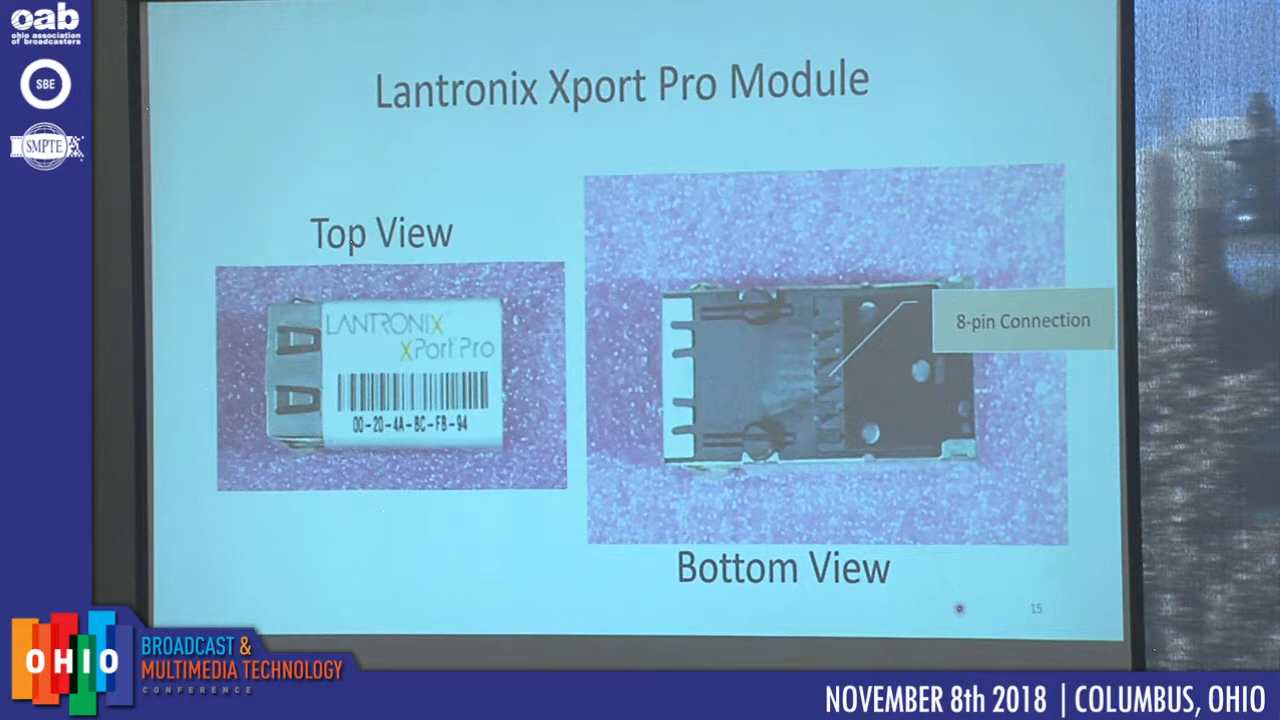 oab
ohio association
of broadcasters
SBE
SMPTE
Lantronix Xport Pro Module
Top View
LANTRONIX
XPort Pro
00-20-4A-BC-FB-94
8-pin Connection
Bottom View
15
OHIO
BROADCAST &
MULTIMEDIA TECHNOLOGY
CONFERENCE
NOVEMBER 8th 2018 | COLUMBUS, OHIO